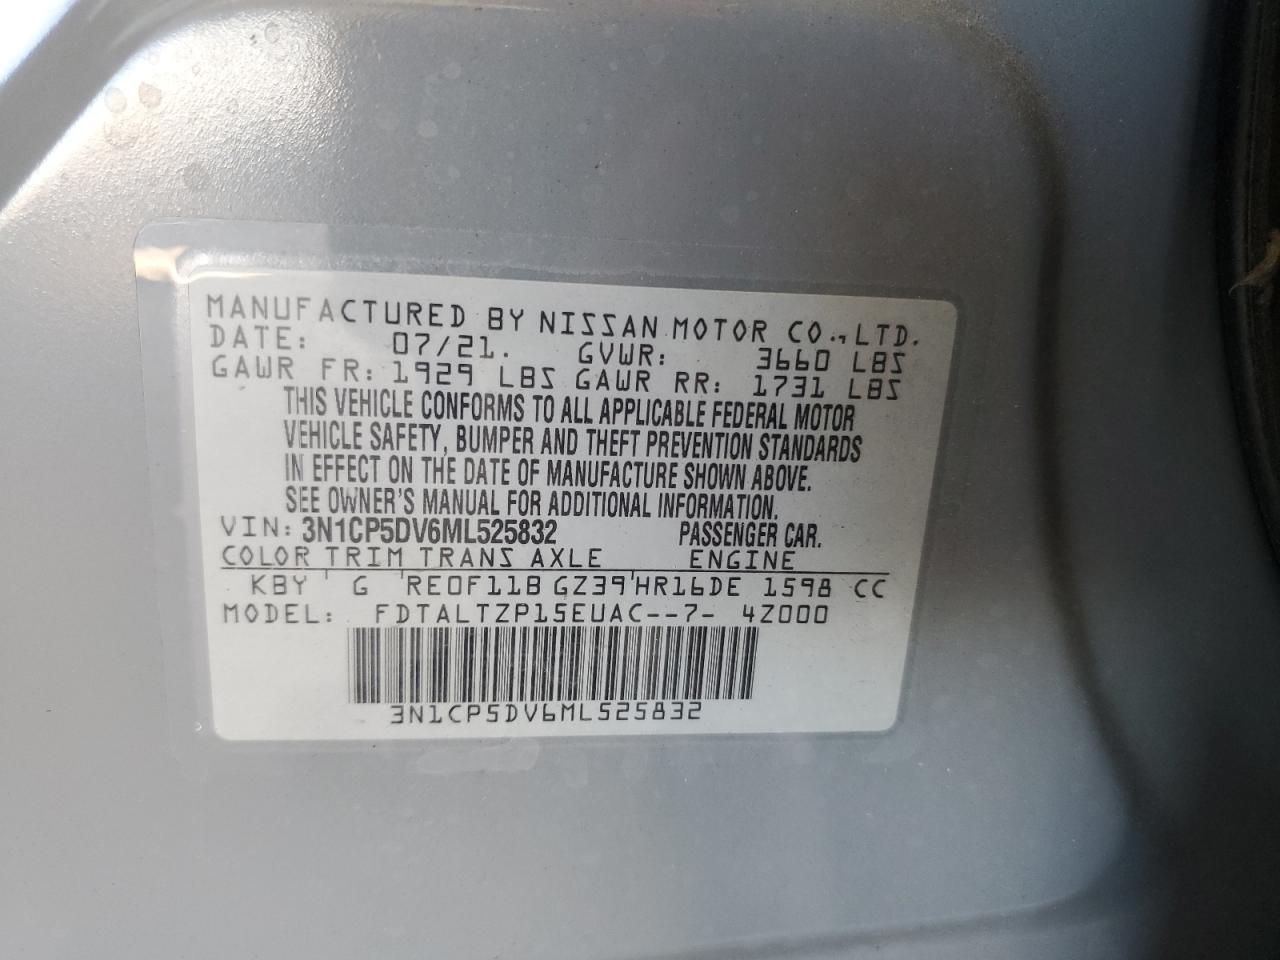 MANUFACTURED BY NISSAN MOTOR CO., LTD.
DATE: 07/21. GVWR: 3660 LBS
GAWR FR: 1929 LBS GAWR RR: 1731 LBS
THIS VEHICLE CONFORMS TO ALL APPLICABLE FEDERAL MOTOR
VEHICLE SAFETY, BUMPER AND THEFT PREVENTION STANDARDS
IN EFFECT ON THE DATE OF MANUFACTURE SHOWN ABOVE.
SEE OWNER'S MANUAL FOR ADDITIONAL INFORMATION.
VIN: 3N1CP5DV6ML525832 PASSENGER CAR.
COLOR TRIM TRANS AXLE ENGINE
KBY ' G ' RE0F11B GZ39'HR16DE 1598 CC
MODEL: FDTALTZP15EUAC--7- 4Z000
3N1CP5DV6ML525832